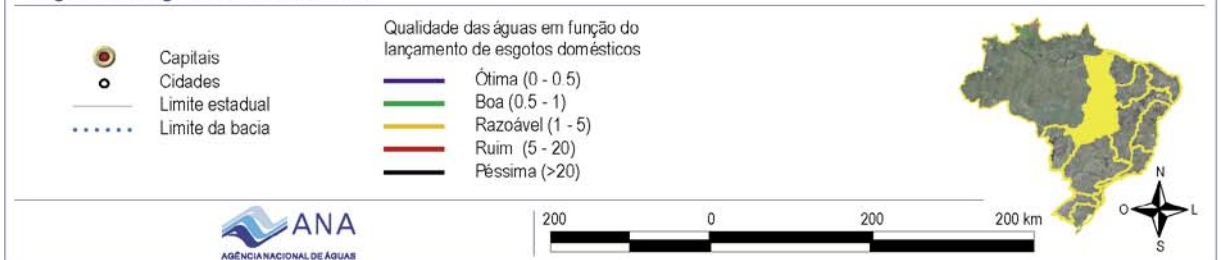 Capitais
Cidades
Limite estadual
Limite da bacia
Qualidade das águas em função do
lançamento de esgotos domésticos
Ótima (0 - 0.5)
Boa (0.5 - 1)
Razoável (1 - 5)
Ruim (5 - 20)
Péssima (>20)
N
O
L
S
ANA
AGÊNCIA NACIONAL DE ÁGUAS
200
0
200
200 km